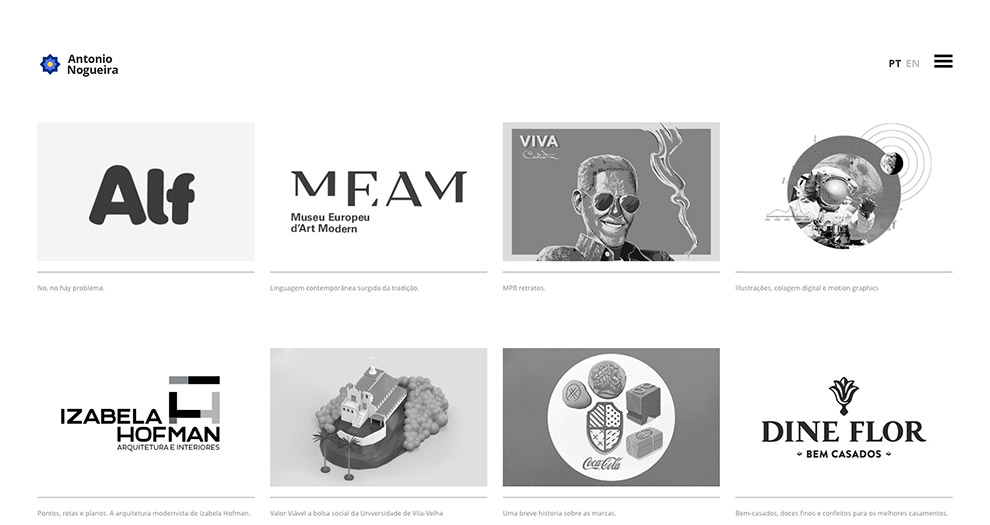 Antonio
Nogueira
PT EN
Alf
MEAM
Museu Europeu
d'Art Modern
VIVA
No, no hay problema.
Linguagem contemporânea surgida da tradição.
MPB retratos.
Illustrações, colagem digital e motion graphics
IZABELA
HOFMAN
ARQUITETURA E INTERIORES
Coca-Cola
DINE FLOR
BEM CASADOS
Pontos, retas e planos. A arquitetura modernista de Izabela Hofman.
Valor Viável a bolsa social da Universidade de Vila-Velha
Uma breve historia sobre as marcas.
Bem-casados, doces finos e confeitos para os melhores casamentos.